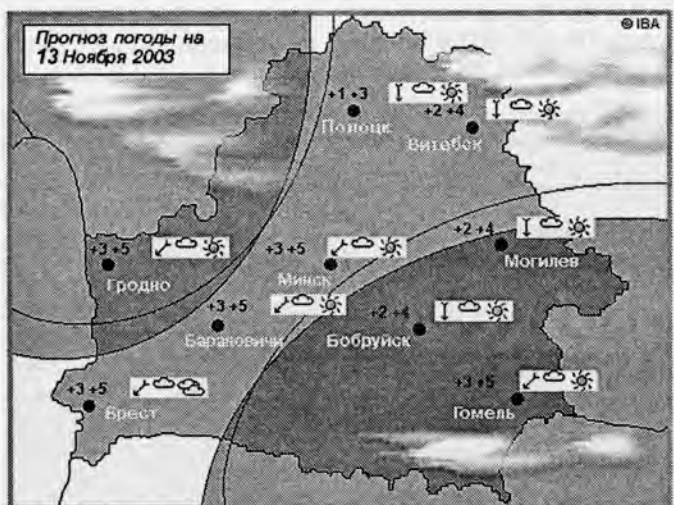 Прогноз погоды на
13 Ноября 2003
© IBA
+1 +3
Полоцк
+2 +4
Витебск
+2 +4
Могилев
+3 +5
Гродно
+3 +5
Минск
+3 +5
Барановичи
+2 +4
Бобруйск
+3 +5
Брест
+3 +5
Гомель